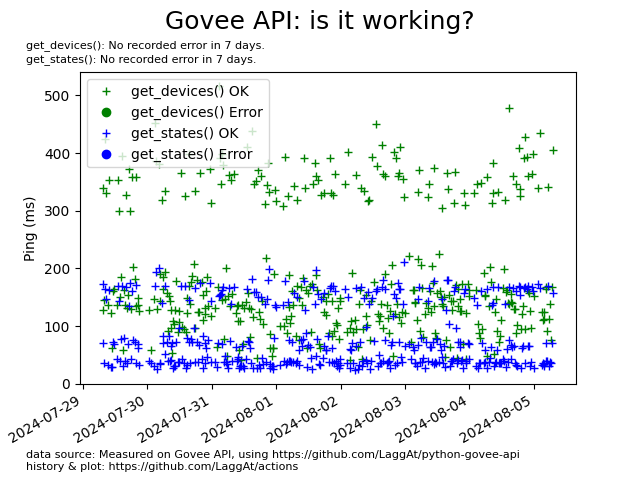 Govee API: is it working?
get_devices(): No recorded error in 7 days.
get_states(): No recorded error in 7 days.
get_devices() OK
get_devices() Error
get_states() OK
get_states() Error
Ping (ms)
500
400
300
200
100
0
2024-07-29
2024-07-30
2024-07-31
2024-08-01
2024-08-02
2024-08-03
2024-08-04
2024-08-05
data source: Measured on Govee API, using https://github.com/LaggAt/python-govee-api
history & plot: https://github.com/LaggAt/actions